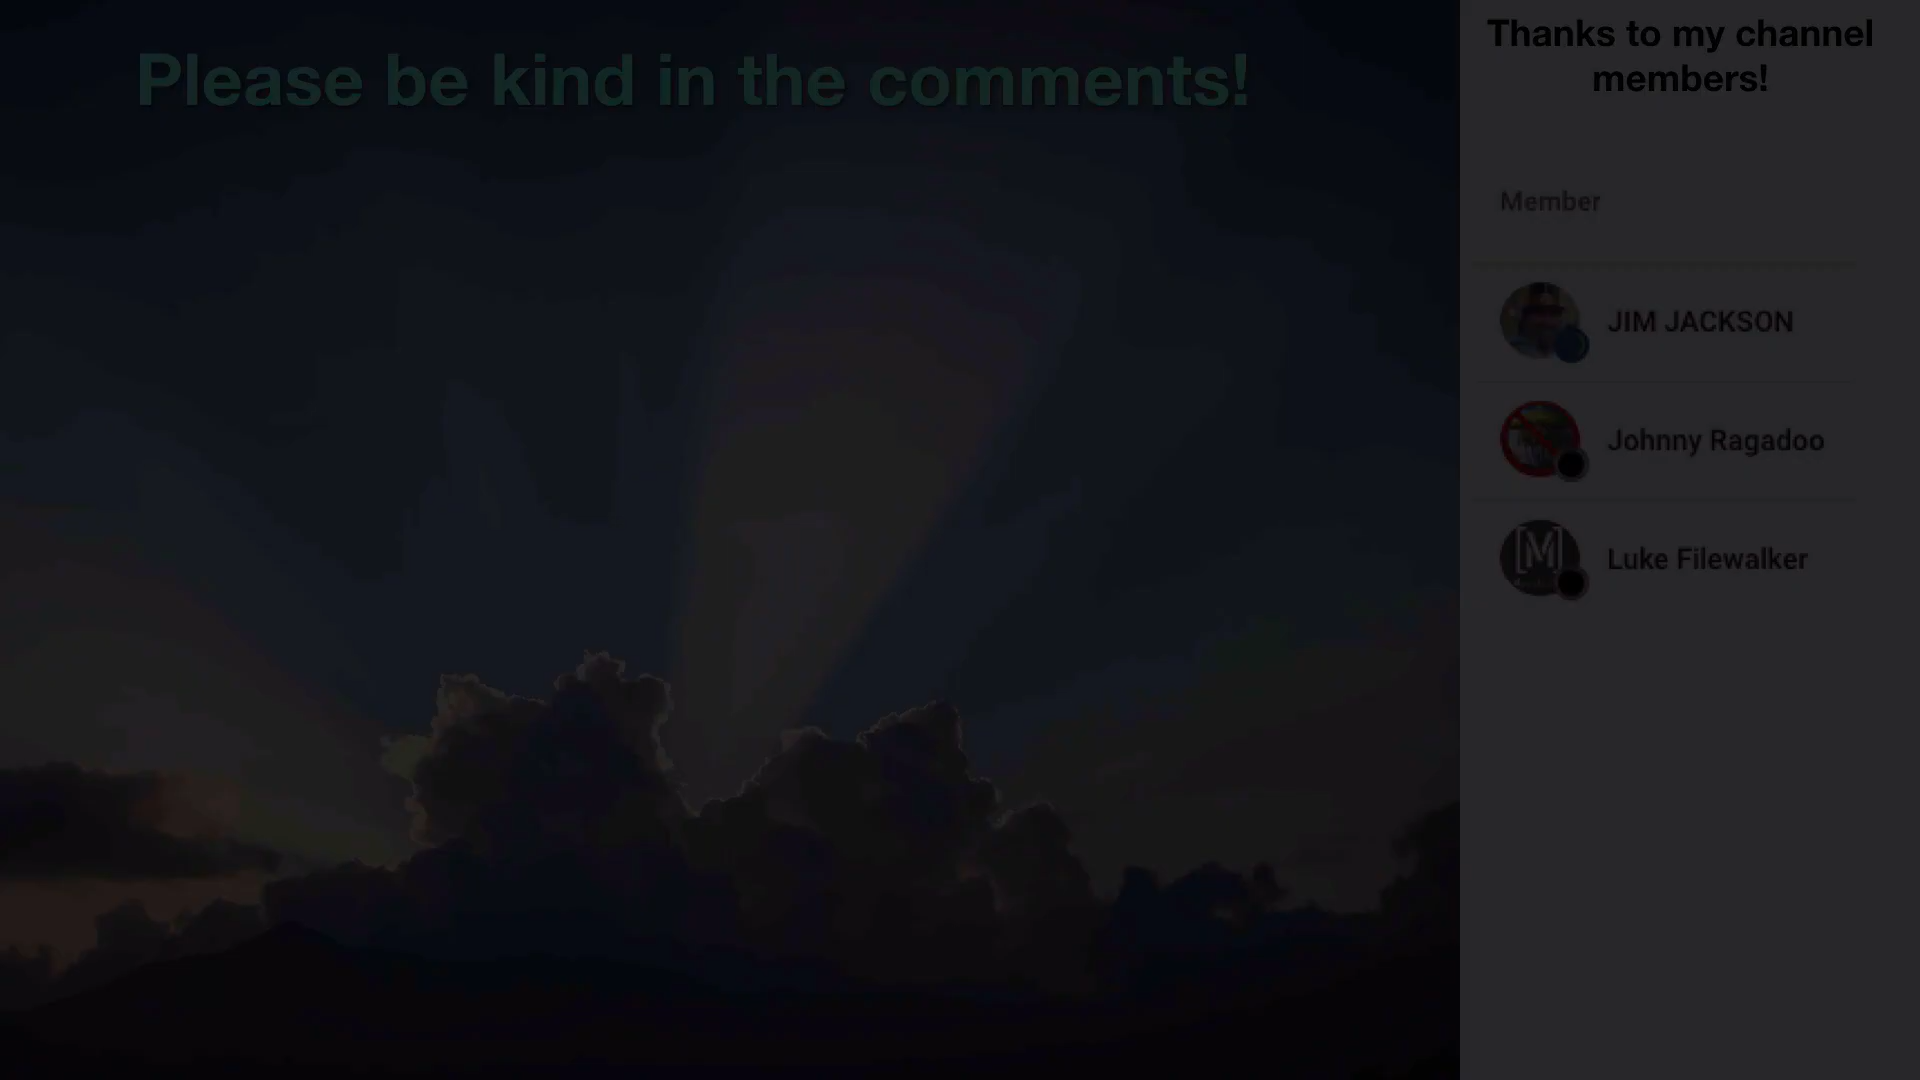 Please be kind in the comments!
Thanks to my channel
members!
Member
JIM JACKSON
Johnny Ragadoo
[M]
Luke Filewalker